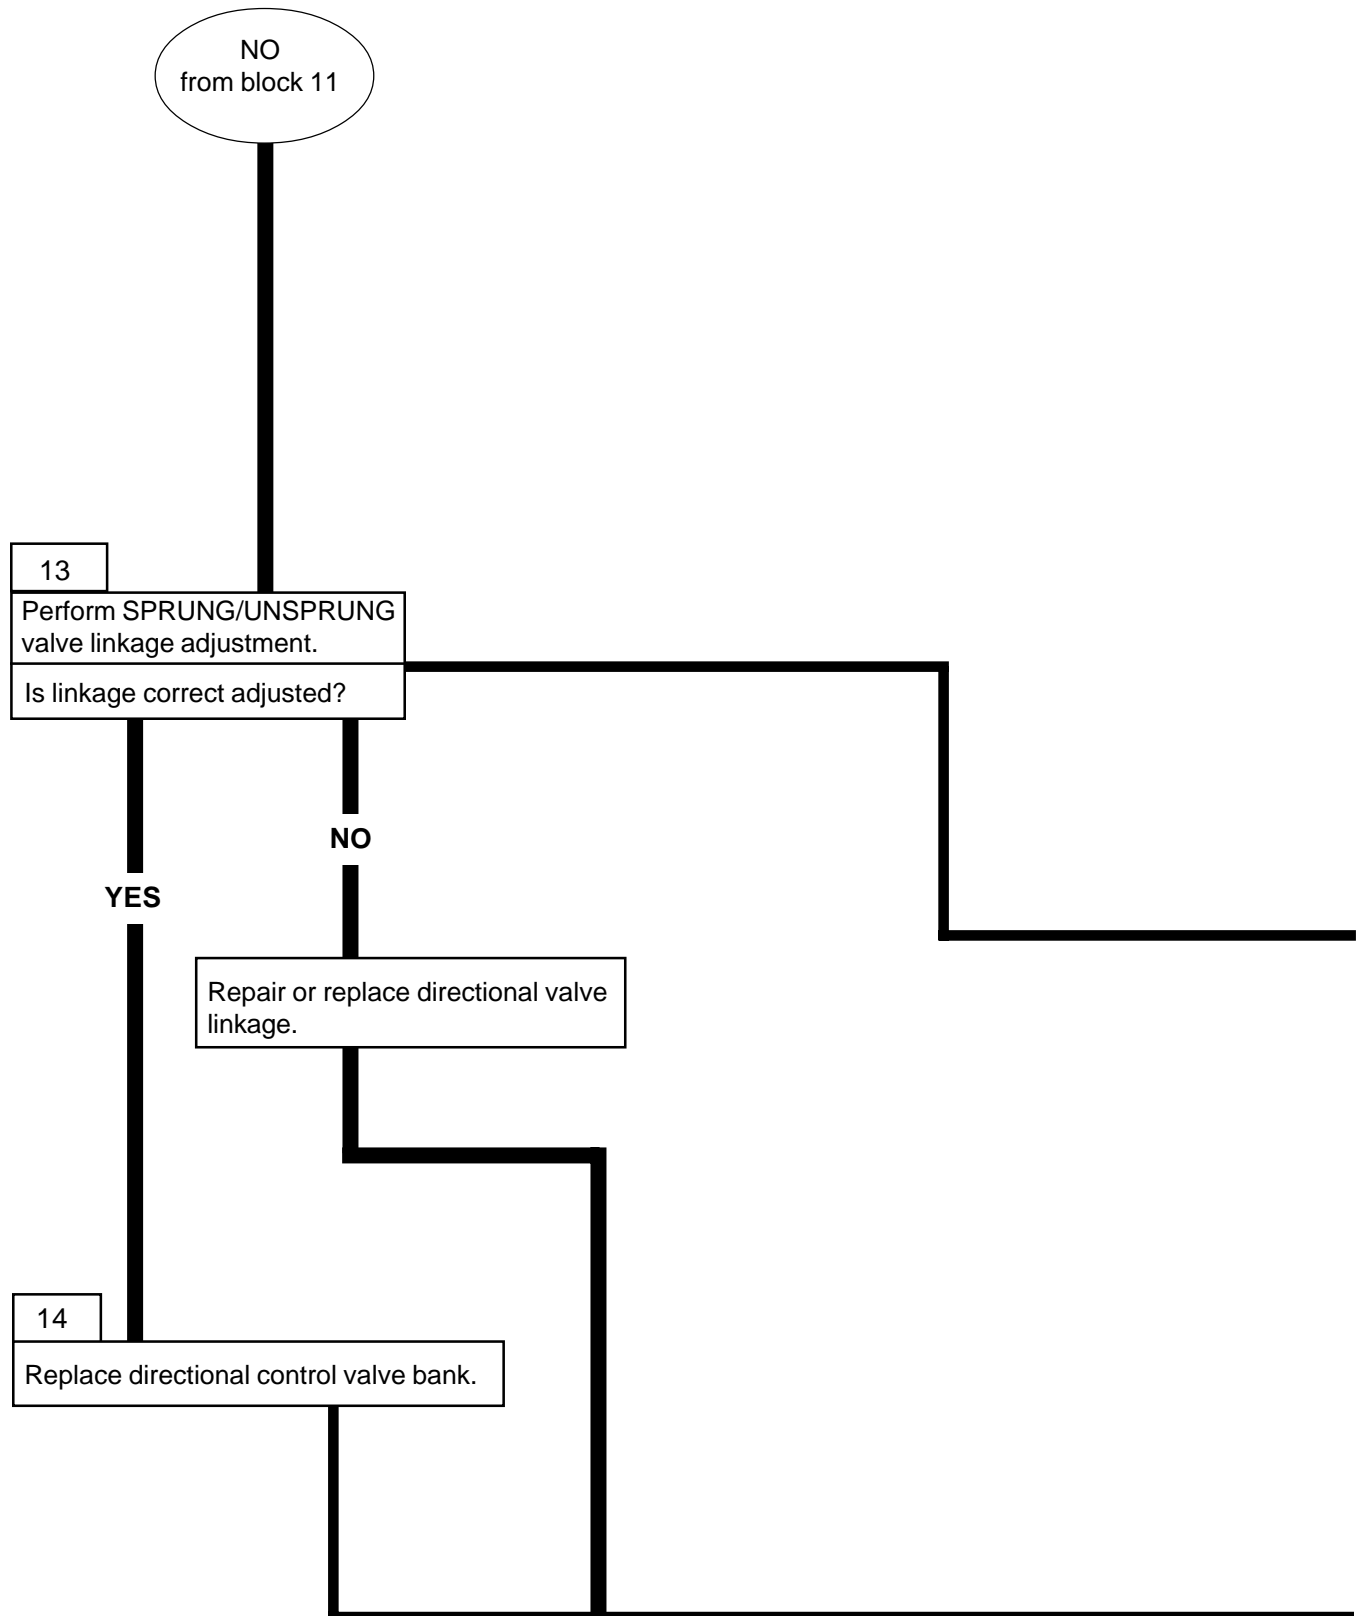 NO
from block 11
13
Perform SPRUNG/UNSPRUNG
valve linkage adjustment.
Is linkage correct adjusted?
NO
YES
Repair or replace directional valve
linkage.
14
Replace directional control valve bank.